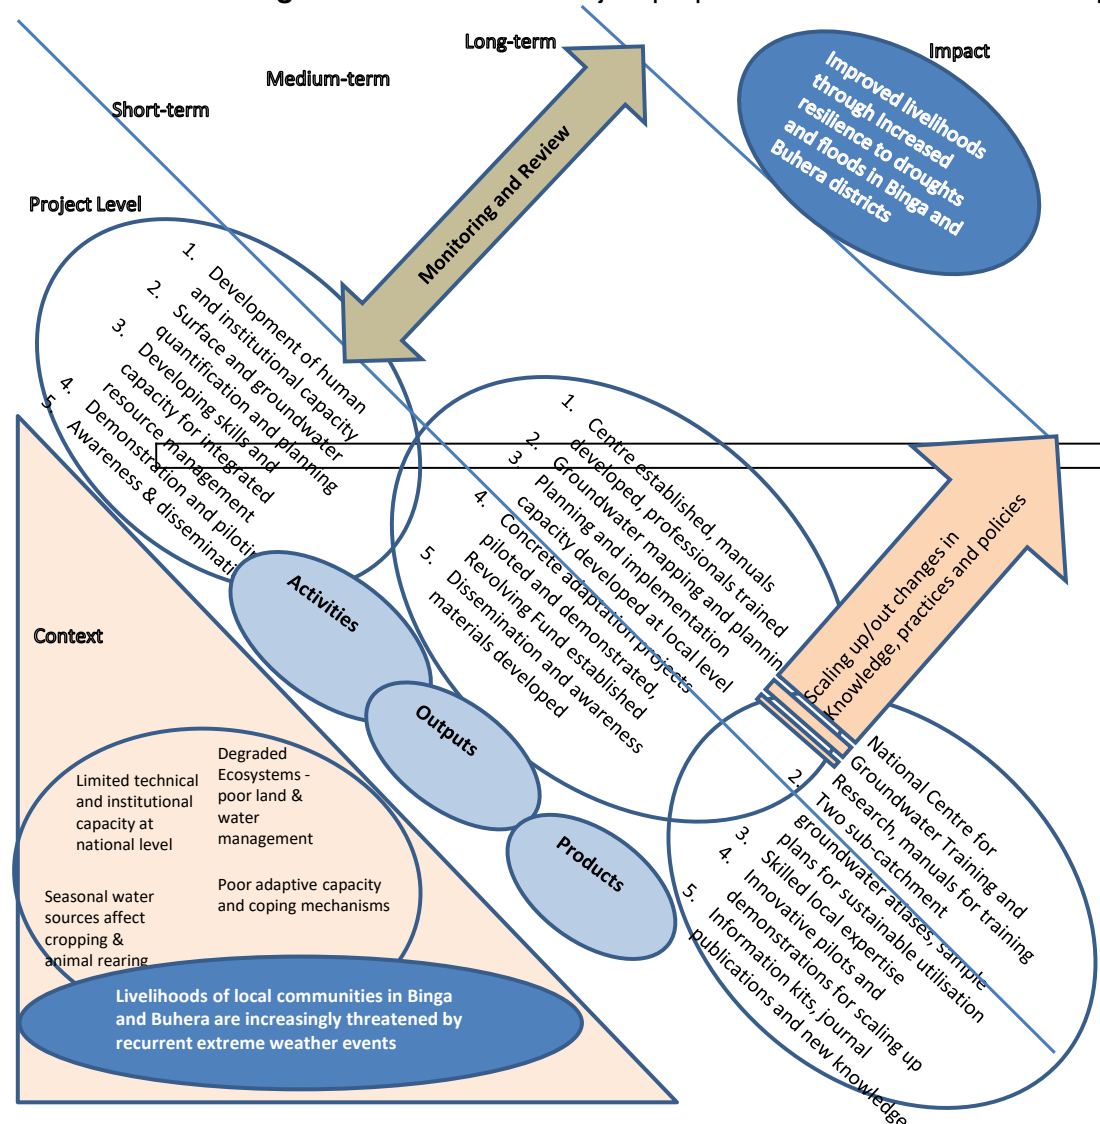 Long-term
Impact
Medium-term
Short-term
Improved livelihoods
through Increased
resilience to droughts
and floods in Binga and
Buhera districts
Monitoring and Review
Project Level
1. Development of human
and institutional capacity
2. Surface and groundwater
quantification and planning
3. Developing skills and
capacity for integrated
resource management
4. Demonstration and piloti
5. Awareness & disseminati
1. Centre established, manuals
developed, professionals trained
2. Groundwater mapping and plannin
3. Planning and implementation
capacity developed at local level
4. Concrete adaptation projects
piloted and demonstrated,
Revolving Fund established
5. Dissemination and awareness
materials developed
Scaling up/out changes in
Knowledge, practices and policies
Activities
Outputs
Products
National Centre for
Groundwater Training and
Research, manuals for training
2. Two sub-catchment
groundwater atlases, sample
plans for sustainable utilisation
3. Skilled local expertise
4. Innovative pilots and
demonstrations for scaling up
5. Information kits, journal
publications and new knowledge
Context
Limited technical
and institutional
capacity at
national level
Degraded
Ecosystems -
poor land &
water
management
Seasonal water
sources affect
cropping &
animal rearing
Poor adaptive capacity
and coping mechanisms
Livelihoods of local communities in Binga
and Buhera are increasingly threatened by
recurrent extreme weather events